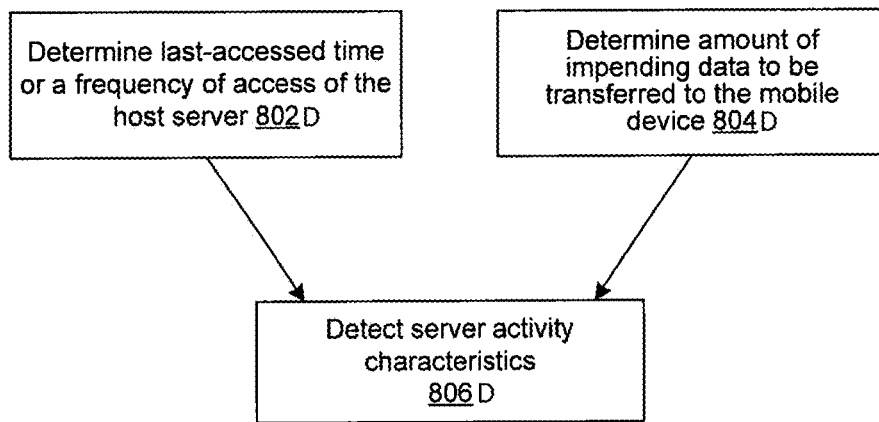 Determine last-accessed time
or a frequency of access of the
host server 802D
Determine amount of
impending data to be
transferred to the mobile
device 804D
Detect server activity
characteristics
806D